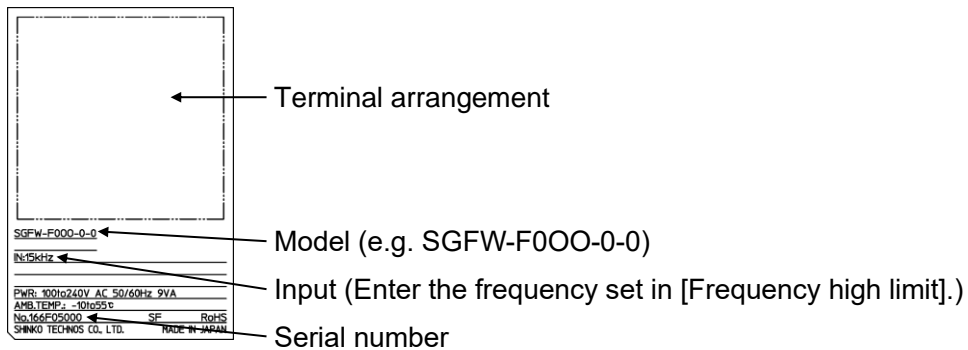 Terminal arrangement
SGFW-F0OO-0-0
Model (e.g. SGFW-F0OO-0-0)
IN:15kHz
Input (Enter the frequency set in [Frequency high limit].)
PWR: 100to240V AC 50/60Hz 9VA
AMB.TEMP.: -10to55℃
No.166F05000 SF RoHS
SHINKO TECHNOS CO., LTD. MADE IN JAPAN
Serial number